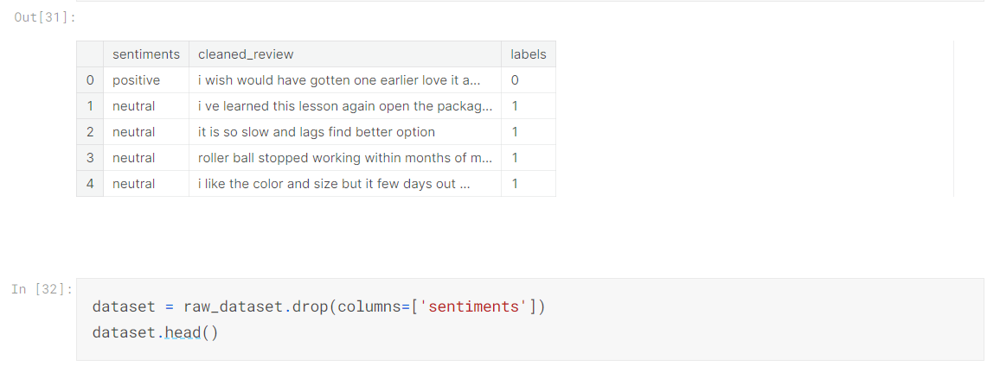 Out[31]:
sentiments cleaned_review labels
0 positive i wish would have gotten one earlier love it a... 0
1 neutral i ve learned this lesson again open the packag... 1
2 neutral it is so slow and lags find better option 1
3 neutral roller ball stopped working within months of m... 1
4 neutral i like the color and size but it few days out ... 1
In [32]:
dataset = raw_dataset.drop(columns=['sentiments'])
dataset.head()